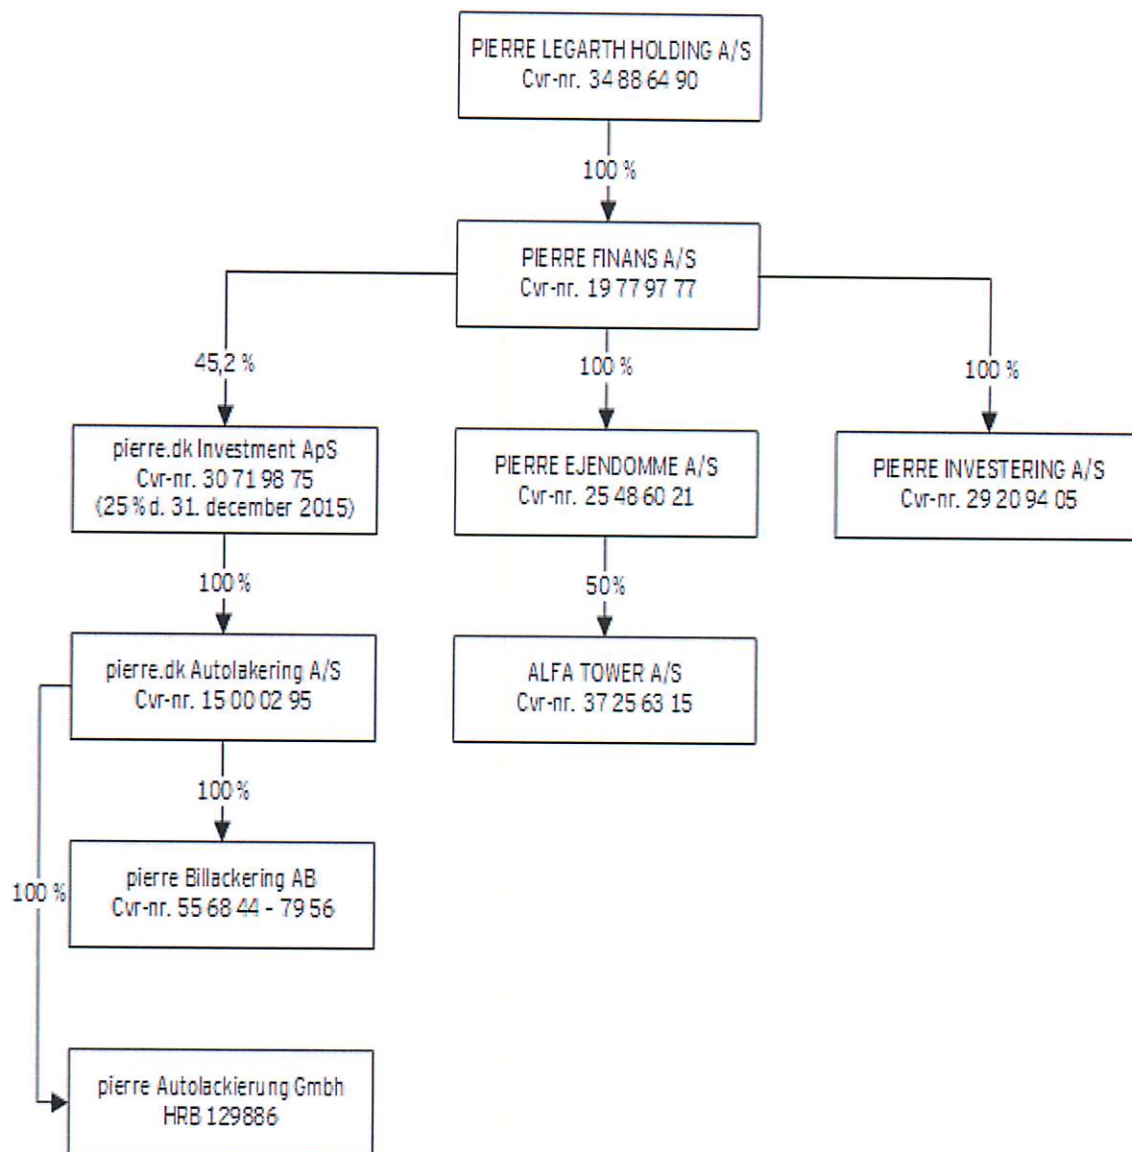 PIERRE LEGARTH HOLDING A/S
Cvr-nr. 34 88 64 90
100 %
PIERRE FINANS A/S
Cvr-nr. 19 77 97 77
45,2 %
100 %
100 %
pierre.dk Investment ApS
Cvr-nr. 30 71 98 75
(25 % d. 31. december 2015)
PIERRE EJENDOMME A/S
Cvr-nr. 25 48 60 21
PIERRE INVESTERING A/S
Cvr-nr. 29 20 94 05
100 %
50%
pierre.dk Autolakering A/S
Cvr-nr. 15 00 02 95
ALFA TOWER A/S
Cvr-nr. 37 25 63 15
100 %
100 %
pierre Billackering AB
Cvr-nr. 55 68 44 - 79 56
pierre Autolackierung Gmbh
HRB 129886